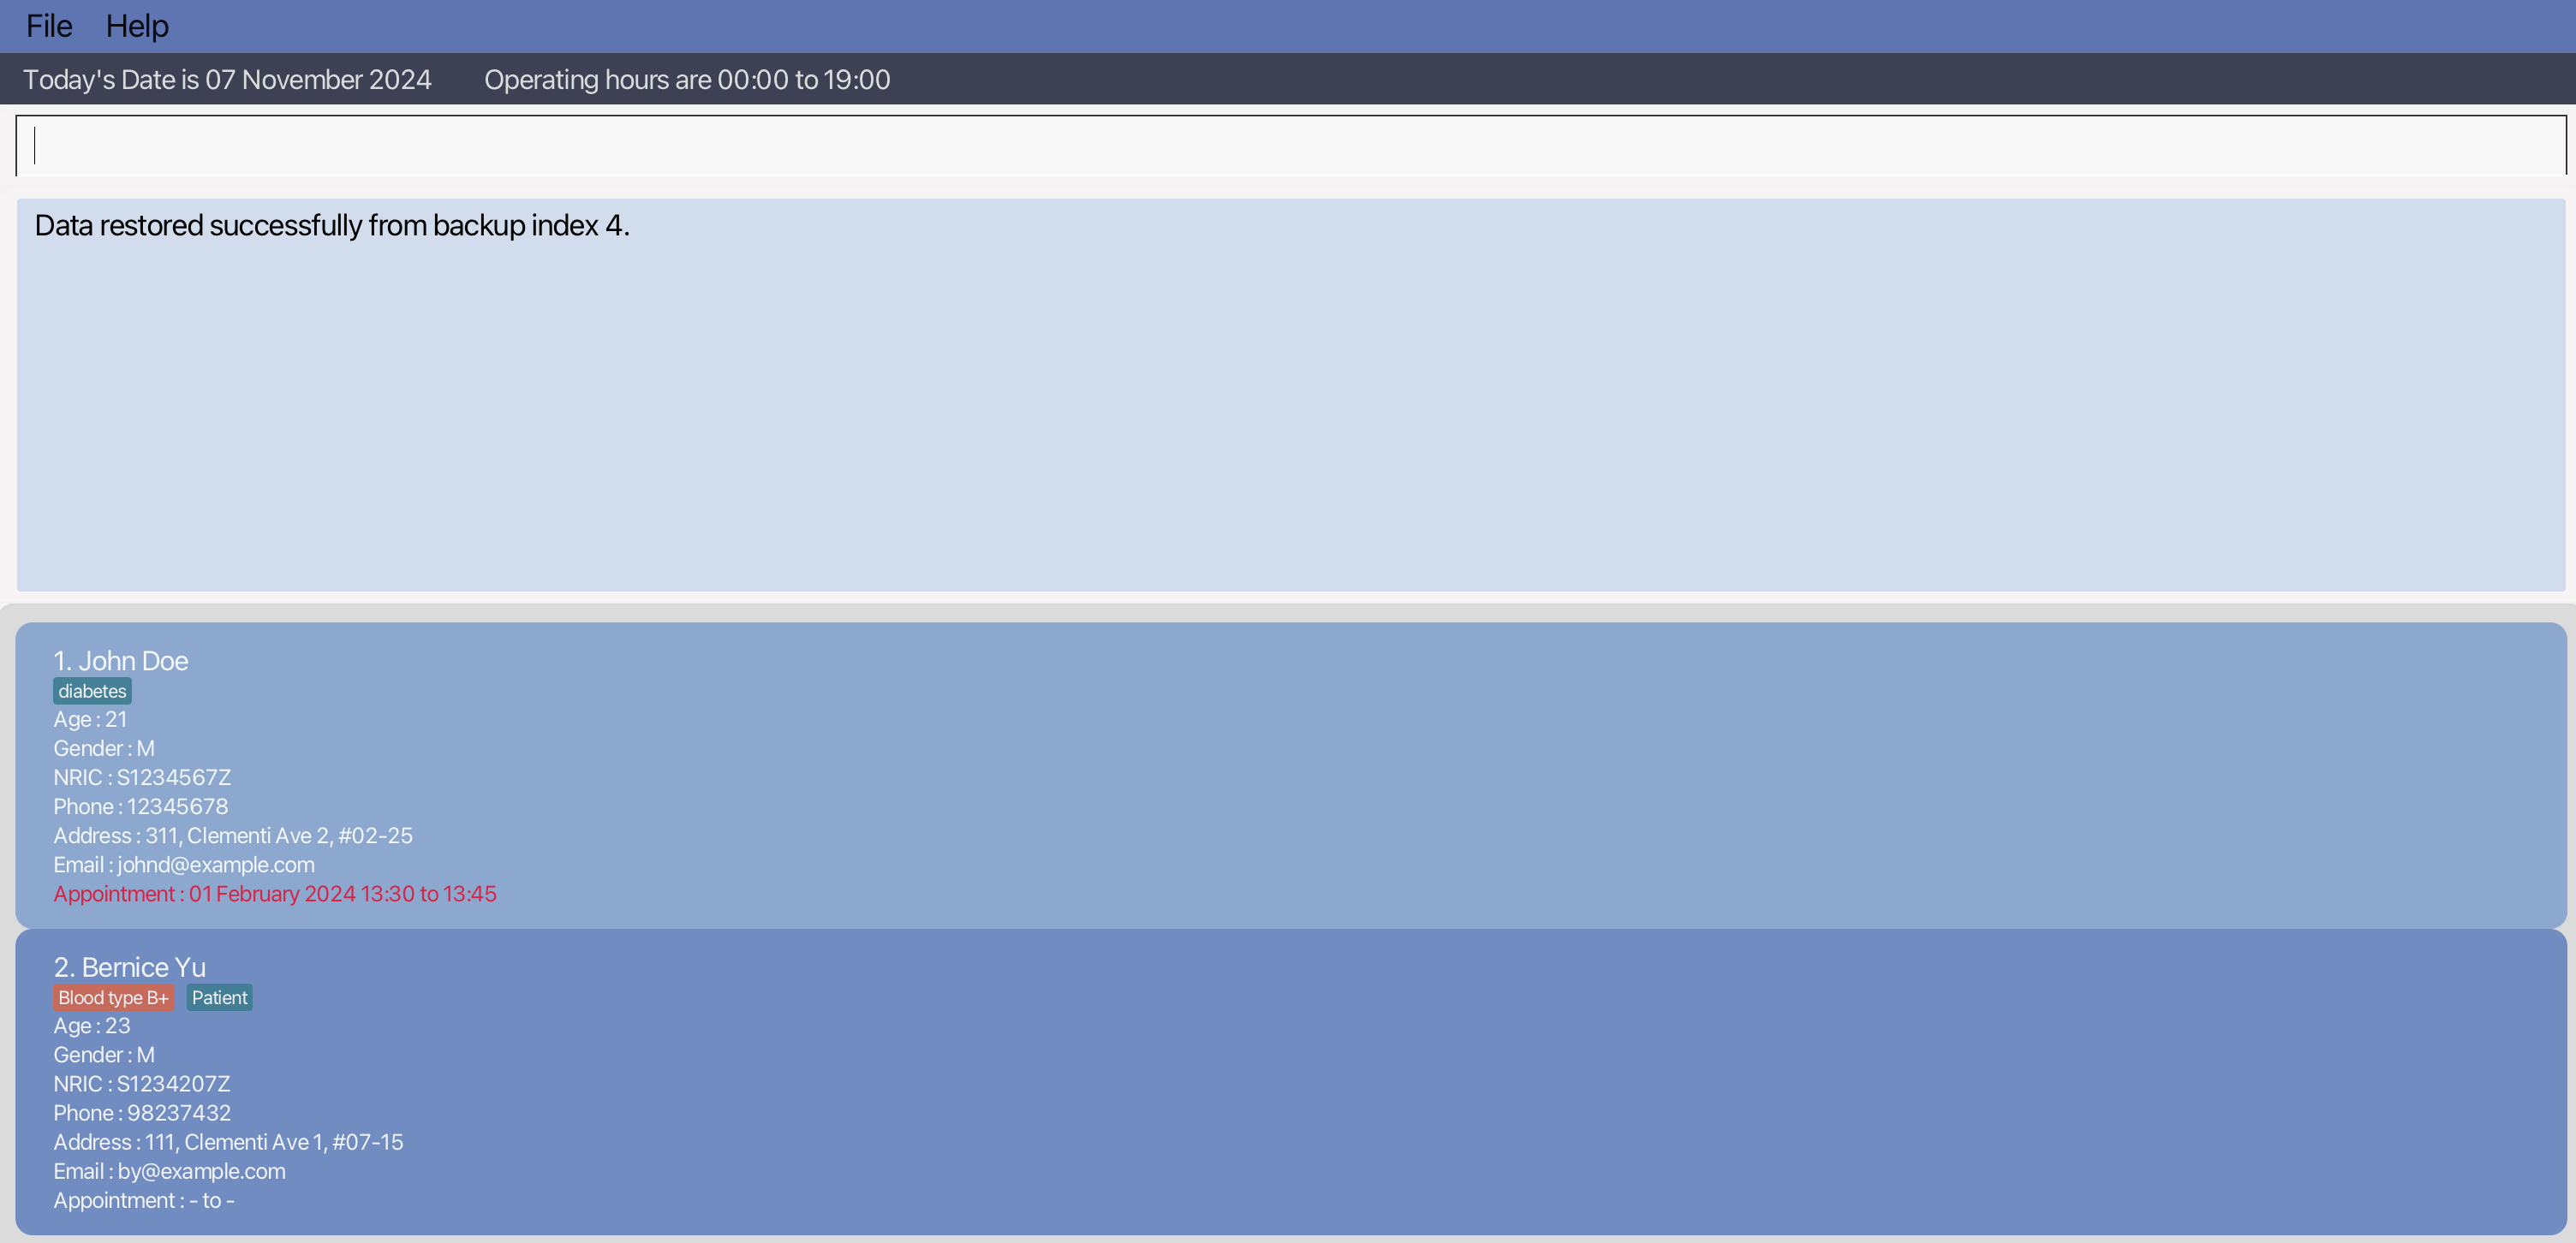 File Help
Today's Date is 07 November 2024 Operating hours are 00:00 to 19:00
Data restored successfully from backup index 4.
1. John Doe
diabetes
Age : 21
Gender : M
NRIC : S1234567Z
Phone : 12345678
Address : 311, Clementi Ave 2, #02-25
Email : johnd@example.com
Appointment : 01 February 2024 13:30 to 13:45
2. Bernice Yu
Blood type B+ Patient
Age : 23
Gender : M
NRIC : S1234207Z
Phone : 98237432
Address : 111, Clementi Ave 1, #07-15
Email : by@example.com
Appointment : - to -